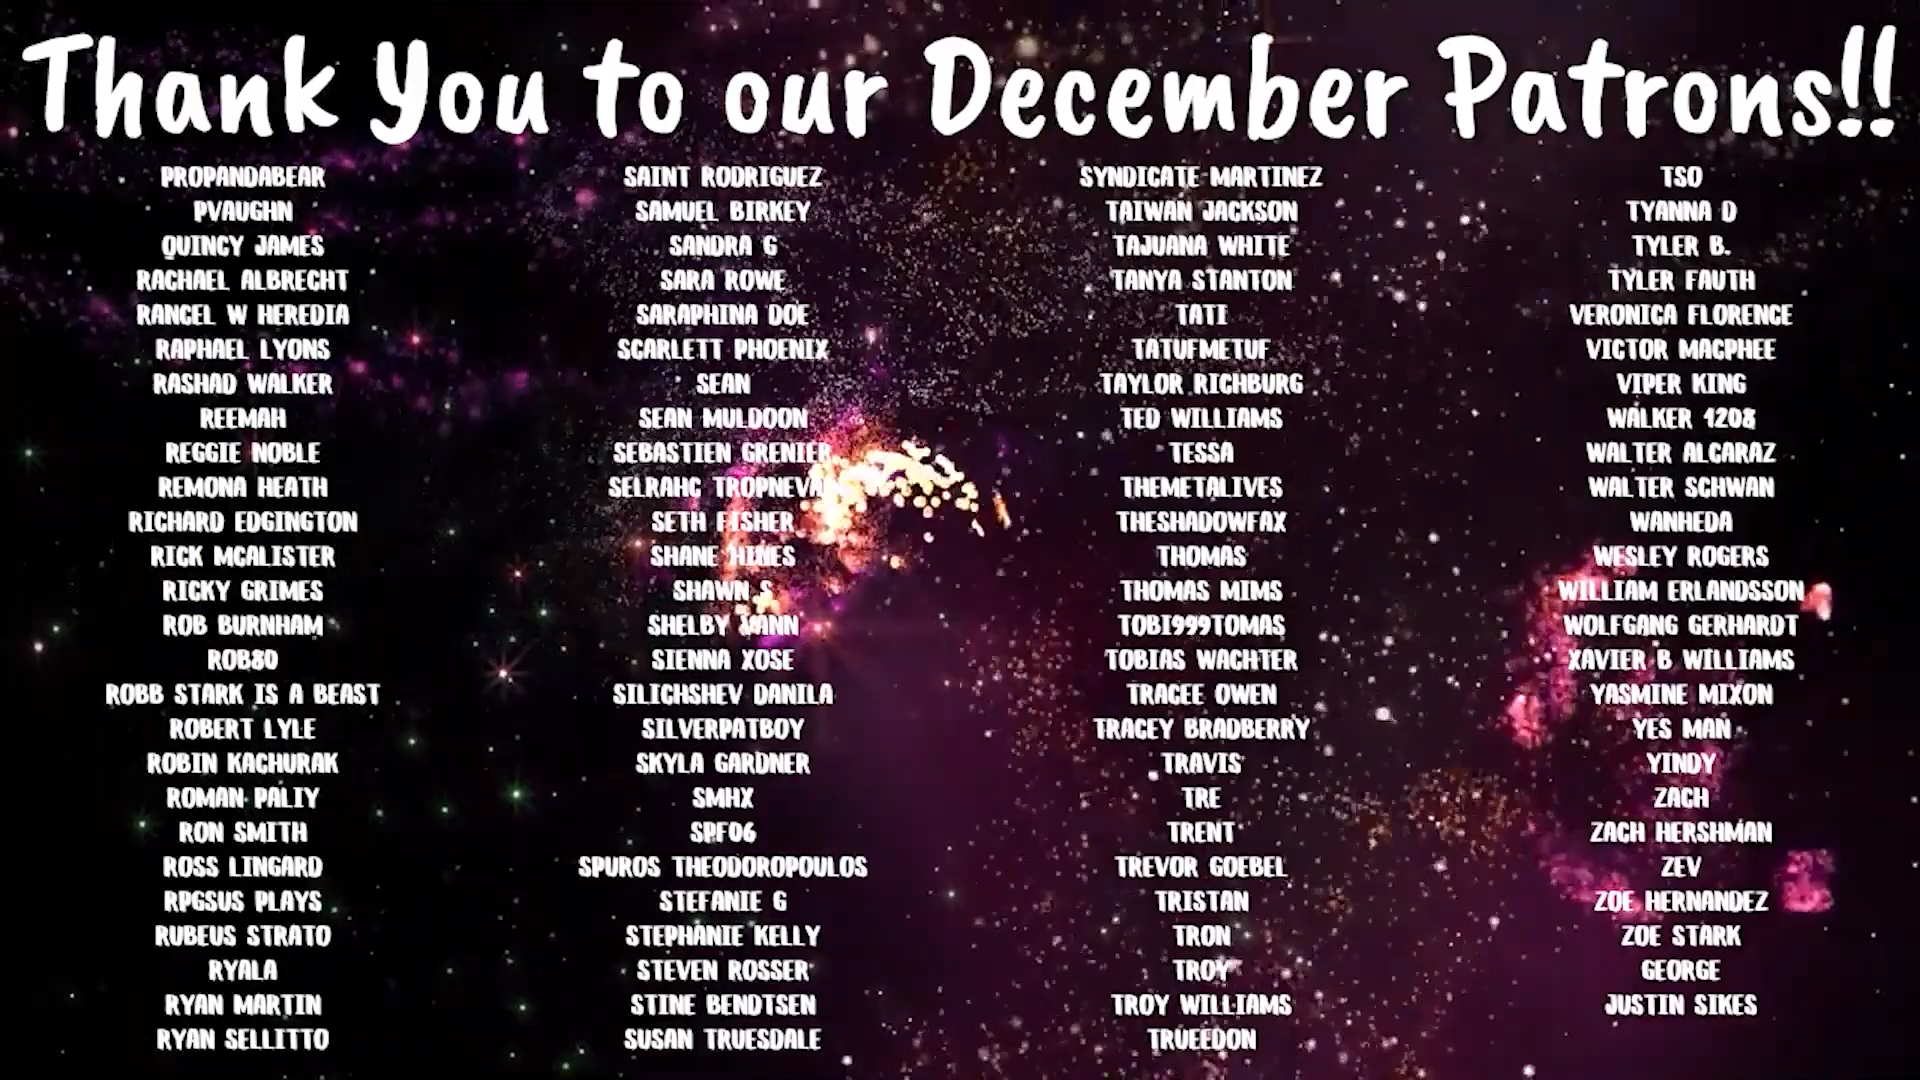 Thank You to our December Patrons!!
PROPANDABEAR
PVAUGHN
QUINCY JAMES
RACHAEL ALBRECHT
RANCEL W HEREDIA
RAPHAEL LYONS
RASHAD WALKER
REEMAH
REGGIE NOBLE
REMONA HEATH
RICHARD EDGINGTON
RICK MCALISTER
RICKY GRIMES
ROB BURNHAM
ROB80
ROBB STARK IS A BEAST
ROBERT LYLE
ROBIN KACHURAK
ROMAN PALIY
RON SMITH
ROSS LINGARD
RPGSUS PLAYS
RUBEUS STRATO
RYALA
RYAN MARTIN
RYAN SELLITTO
SAINT RODRIGUEZ
SAMUEL BIRKEY
SANDRA G
SARA ROWE
SARAPHINA DOE
SCARLETT PHOENIX
SEAN
SEAN MULDOON
SEBASTIEN GRENIER
SELRAHC
SETH FISHER
SHANE HINES
SHAWN S
SHELBY
SIENNA XOSE
SILICHSHEV DANILA
SILVERPATBOY
SKYLA GARDNER
SMHX
SPF06
SPUROS THEODOROPOULOS
STEFANIE G
STEPHANIE KELLY
STEVEN ROSSER
STINE BENDTSEN
SUSAN TRUESDALE
SYNDICATE MARTINEZ
TAIWAN JACKSON
TAJUANA WHITE
TANYA STANTON
TATI
TATUFMETUF
TAYLOR RICHBURG
TED WILLIAMS
TESSA
THEMETALIVES
THESHADOWFAX
THOMAS
THOMAS MIMS
TOBI999TOMAS
TOBIAS WACHTER
TRACEE OWEN
TRACEY BRADBERRY
TRAVIS
TRE
TRENT
TREVOR GOEBEL
TRISTAN
TRON
TROY
TROY WILLIAMS
TRUEEDON
TSO
TYANNA D
TYLER B.
TYLER FAUTH
VERONICA FLORENCE
VICTOR MACPHEE
VIPER KING
WALKER 1208
WALTER ALCARAZ
WALTER SCHWAN
WANHEDA
WESLEY ROGERS
WILLIAM ERLANDSSON
WOLFGANG GERHARDT
XAVIER B WILLIAMS
YASMINE MIXON
YES MAN
YINDY
ZACH
ZACH HERSHMAN
ZEV
ZOE HERNANDEZ
ZOE STARK
GEORGE
JUSTIN SIKES